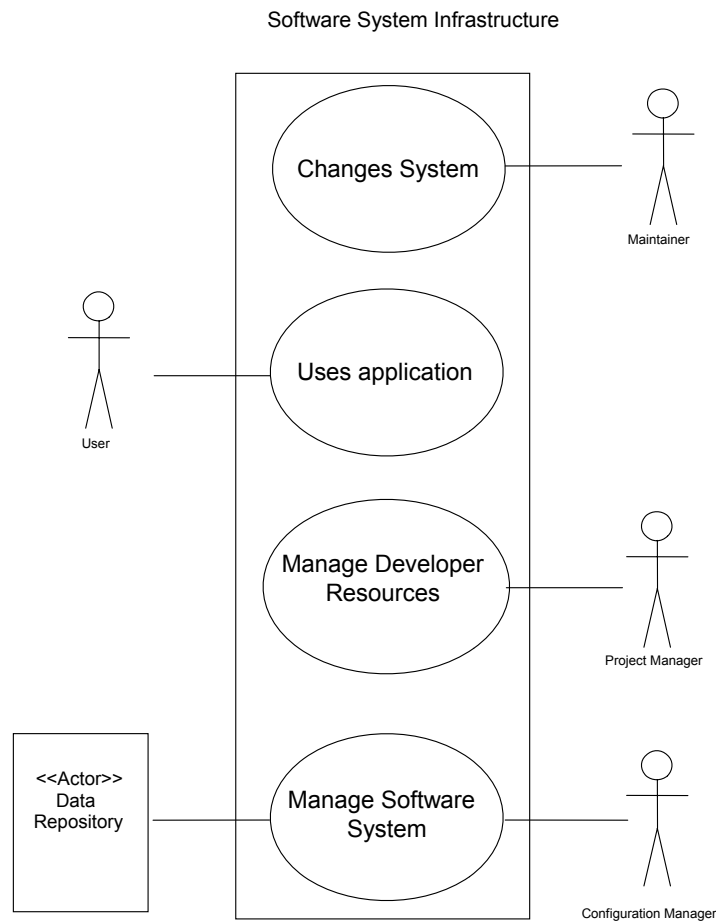 Software System Infrastructure
Changes System
Maintainer
Uses application
User
Manage Developer
Resources
Project Manager
<<Actor>>
Data
Repository
Manage Software
System
Configuration Manager